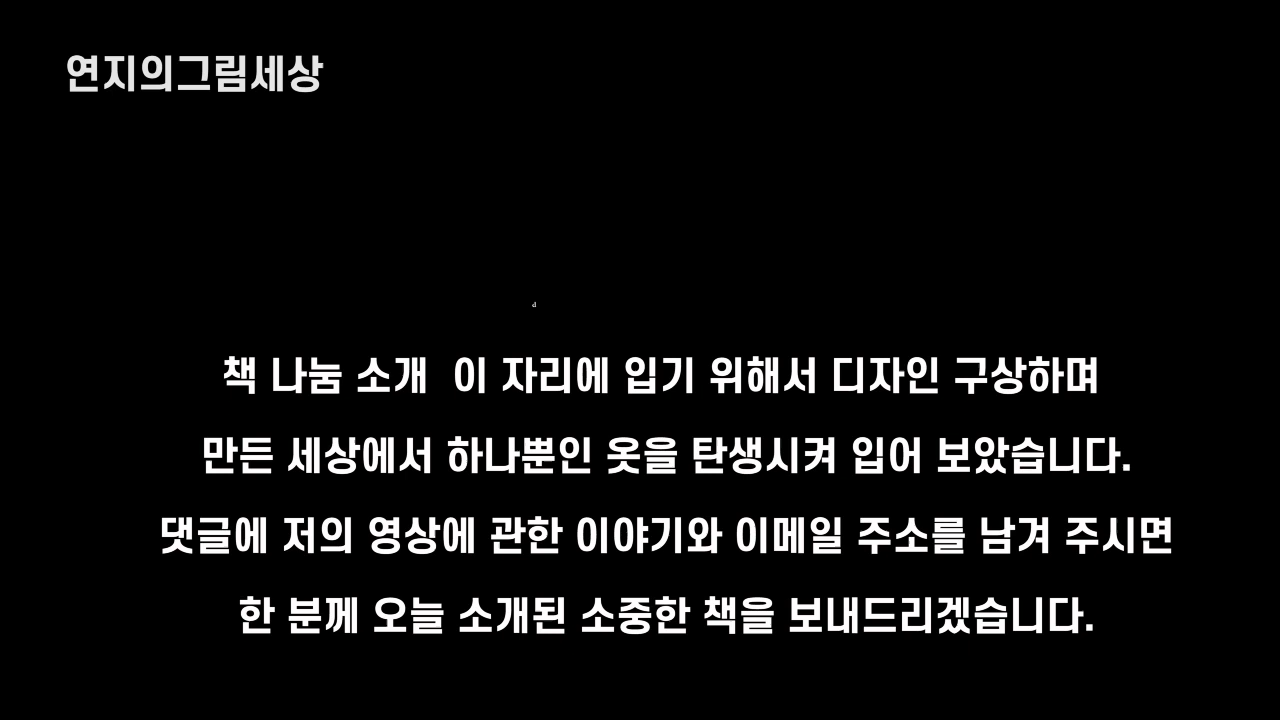 연지의그림세상
d
책 나눔 소개  이 자리에 입기 위해서 디자인 구상하며
만든 세상에서 하나뿐인 옷을 탄생시켜 입어 보았습니다.
댓글에 저의 영상에 관한 이야기와 이메일 주소를 남겨 주시면
한 분께 오늘 소개된 소중한 책을 보내드리겠습니다.